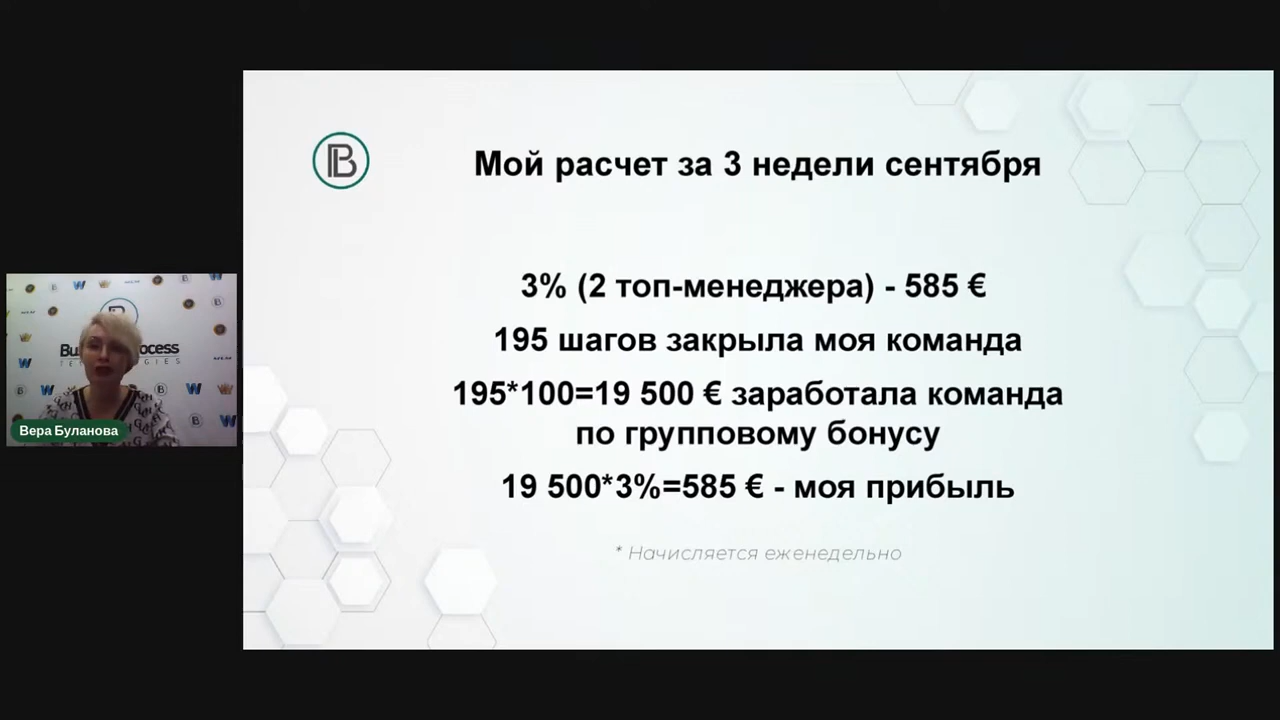 Мой расчет за 3 недели сентября
3% (2 топ-менеджера) - 585 €
195 шагов закрыла моя команда
195*100=19 500 € заработала команда
по групповому бонусу
19 500*3%=585 € - моя прибыль
* Начисляется еженедельно
Вера Буланова